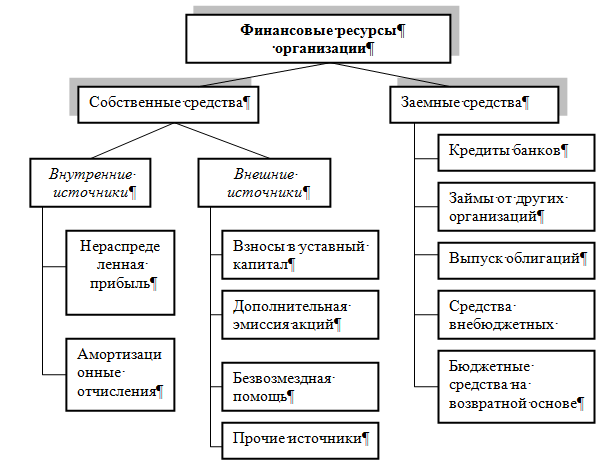 Финансовые·ресурсы¶
·организации¶
Собственные·средства¶
Заемные·средства¶
Внутренние·
источники¶
Нераспреде
ленная·
прибыль¶
Амортизаци
онные·
отчисления¶
Внешние·
источники¶
Взносы в уставный·
капитал¶
Дополнительная·
эмиссия·акций¶
Безвозмездная·
помощь¶
Прочие·источники¶
Кредиты·банков¶
Займы·от·других·
организаций¶
Выпуск·облигаций¶
Средства·
внебюджетных·
Бюджетные·
средства·на·
возвратной·основе¶